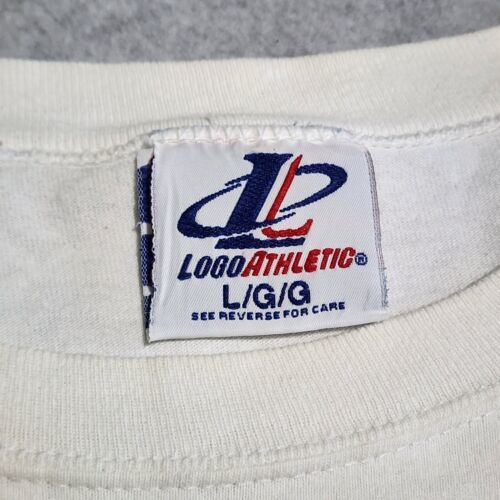 LOGOATHLETIC®
L/G/G
SEE REVERSE FOR CARE